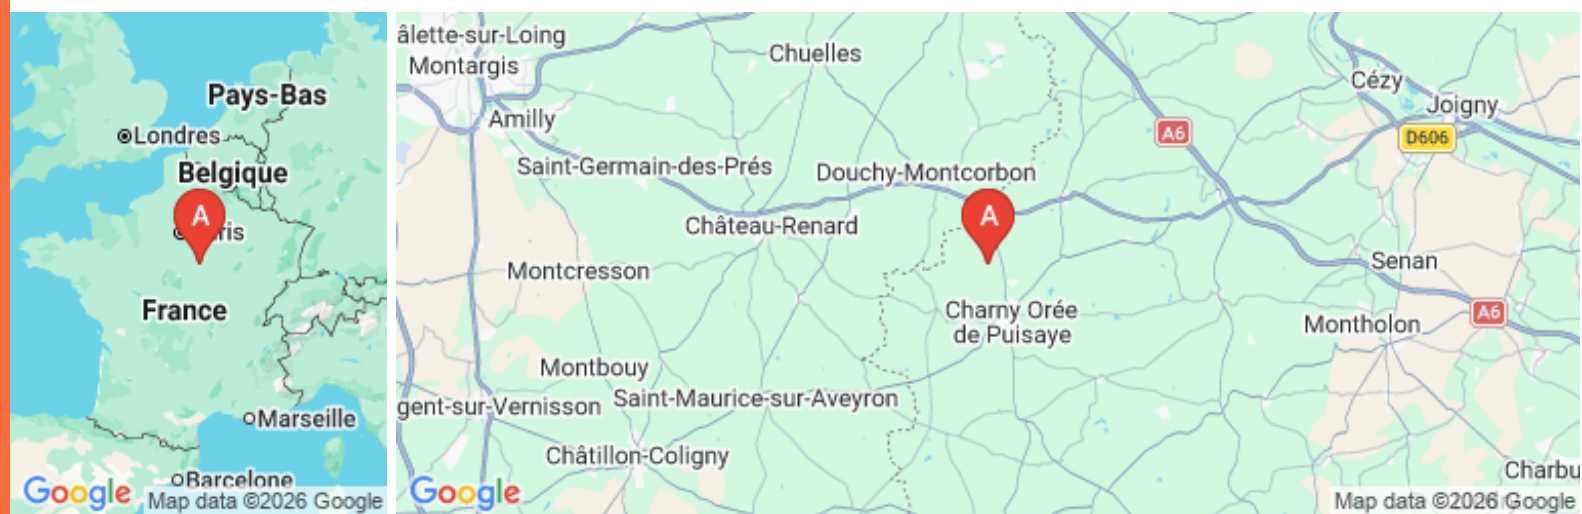 Pays-Bas
Londres
Belgique
A
ris
France
Marseille
Barcelone
Google
Map data ©2026 Google
âlette-sur-Loing
Montargis
Chuelles
Cézy
Joigny
Amilly
A6
D606
Saint-Germain-des-Prés
Douchy-Montcorbon
A
Château-Renard
Senan
Montcresson
Charny Orée
de Puisaye
A6
Montholon
Montbouy
gent-sur-Vernisson
Saint-Maurice-sur-Aveyron
Châtillon-Coligny
Charbu
Google
Map data ©2026 Google